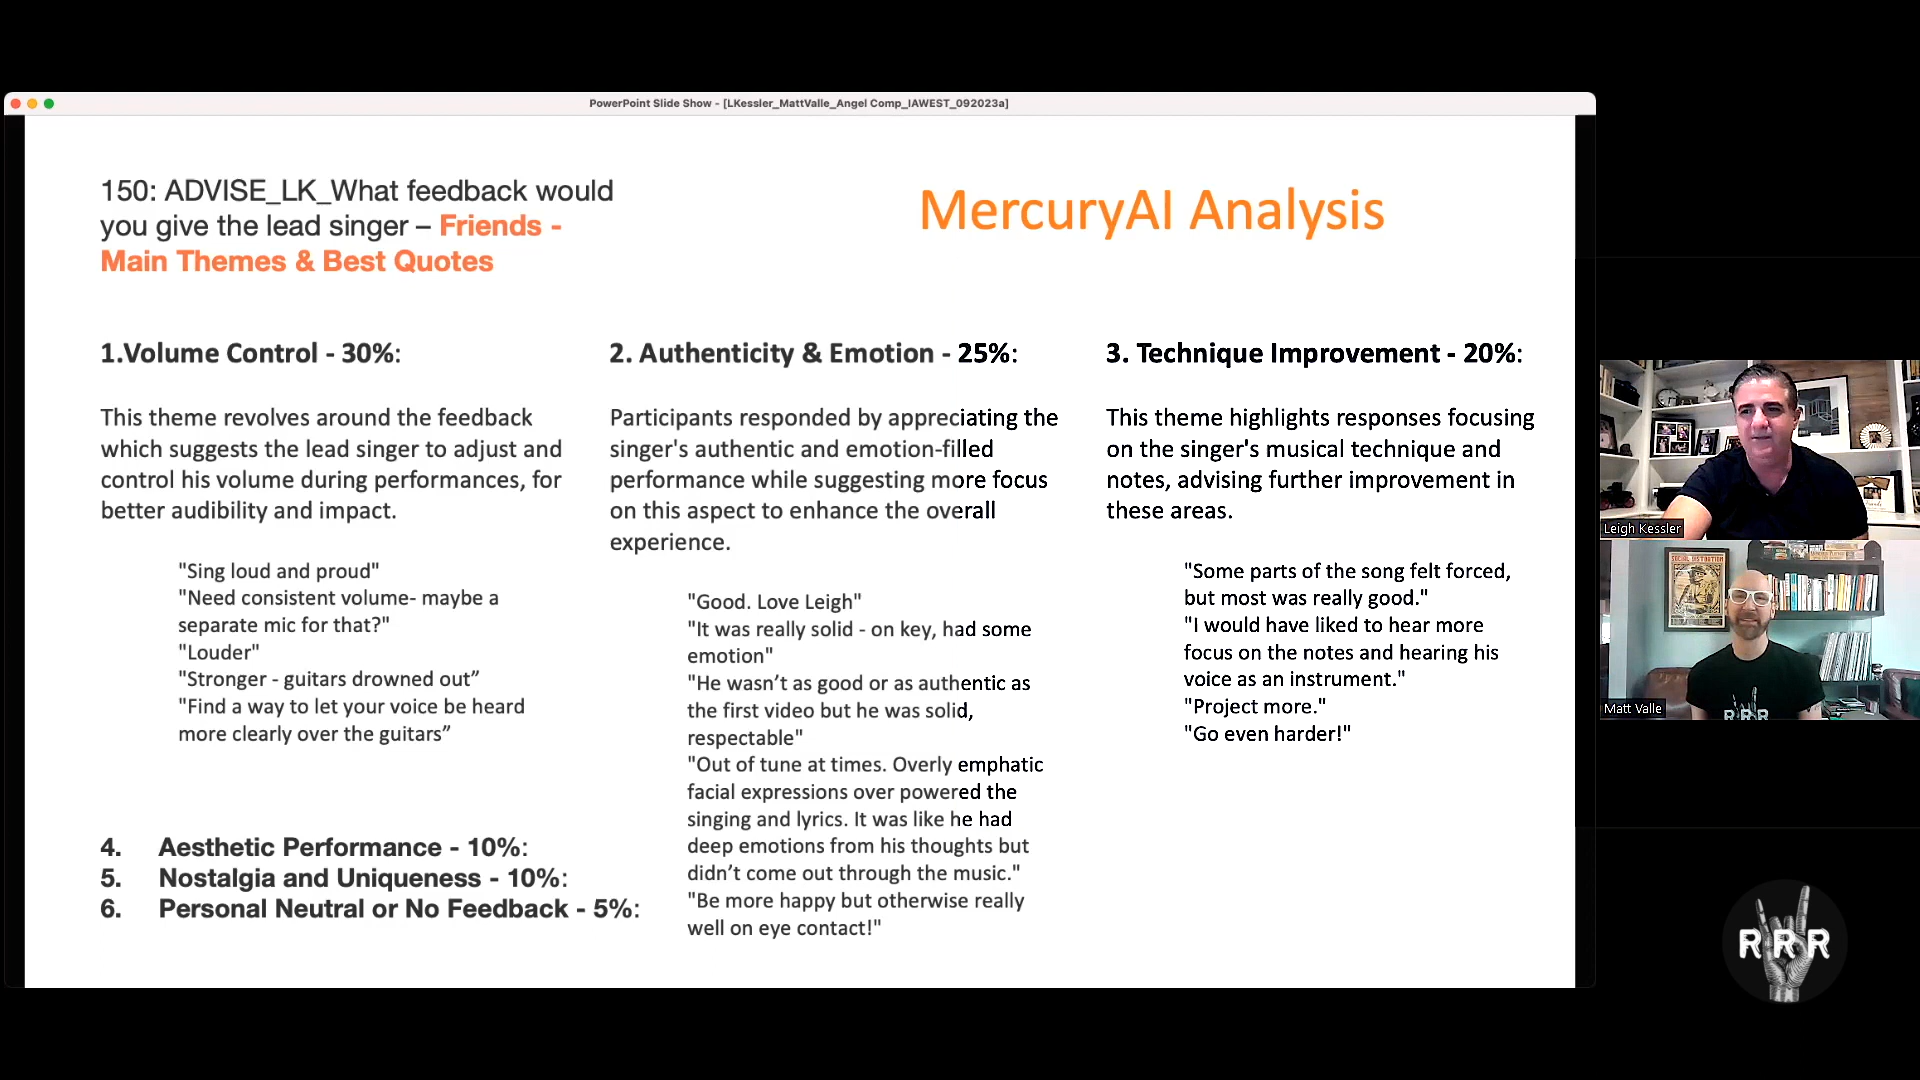 PowerPoint Slide Show - [LKessler_MattValle_Angel Comp_IAWEST_092023a]
150: ADVISE_LK_What feedback would
you give the lead singer – Friends -
Main Themes & Best Quotes
MercuryAI Analysis
1.Volume Control - 30%:
This theme revolves around the feedback
which suggests the lead singer to adjust and
control his volume during performances, for
better audibility and impact.
"Sing loud and proud"
"Need consistent volume- maybe a
separate mic for that?"
"Louder"
"Stronger - guitars drowned out”
"Find a way to let your voice be heard
more clearly over the guitars”
2. Authenticity & Emotion - 25%:
Participants responded by appreciating the
singer's authentic and emotion-filled
performance while suggesting more focus
on this aspect to enhance the overall
experience.
"Good. Love Leigh"
"It was really solid - on key, had some
emotion"
"He wasn’t as good or as authentic as
the first video but he was solid,
respectable"
"Out of tune at times. Overly emphatic
facial expressions over powered the
singing and lyrics. It was like he had
deep emotions from his thoughts but
didn’t come out through the music."
"Be more happy but otherwise really
well on eye contact!"
3. Technique Improvement - 20%:
This theme highlights responses focusing
on the singer's musical technique and
notes, advising further improvement in
these areas.
"Some parts of the song felt forced,
but most was really good."
"I would have liked to hear more
focus on the notes and hearing his
voice as an instrument."
"Project more."
"Go even harder!"
4. Aesthetic Performance - 10%:
5. Nostalgia and Uniqueness - 10%:
6. Personal Neutral or No Feedback - 5%:
Leigh Kessler
SOCIAL DISTORTION
RRR
Matt Valle
RRR